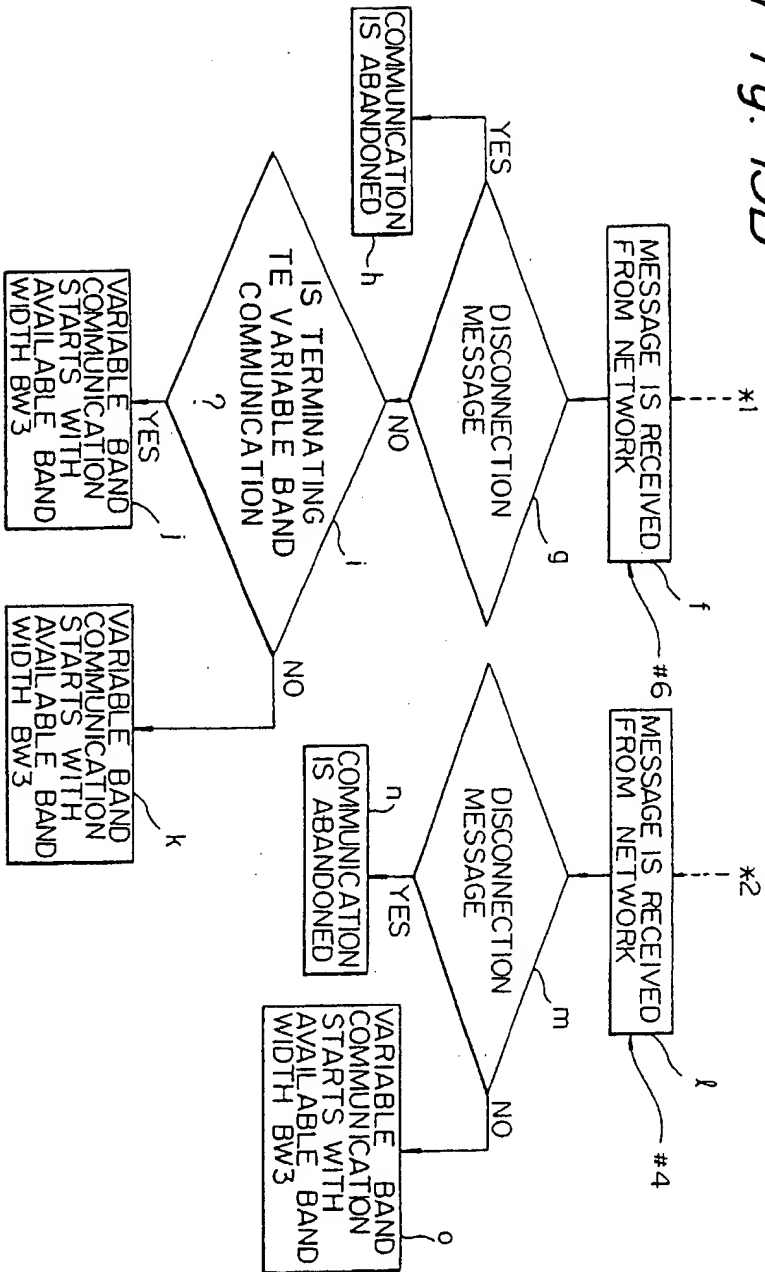 Fig. 15B
*1
MESSAGE IS RECEIVED
FROM NETWORK
f
#6
DISCONNECTION
MESSAGE
g
YES
COMMUNICATION
IS ABANDONED
h
NO
IS TERMINATING
TE VARIABLE BAND
COMMUNICATION
?
i
YES
VARIABLE BAND
COMMUNICATION
STARTS WITH
AVAILABLE BAND
WIDTH BW3
j
NO
VARIABLE BAND
COMMUNICATION
STARTS WITH
AVAILABLE BAND
WIDTH BW3
k
*2
MESSAGE IS RECEIVED
FROM NETWORK
ℓ
#4
DISCONNECTION
MESSAGE
m
YES
COMMUNICATION
IS ABANDONED
n
NO
VARIABLE BAND
COMMUNICATION
STARTS WITH
AVAILABLE BAND
WIDTH BW3
o